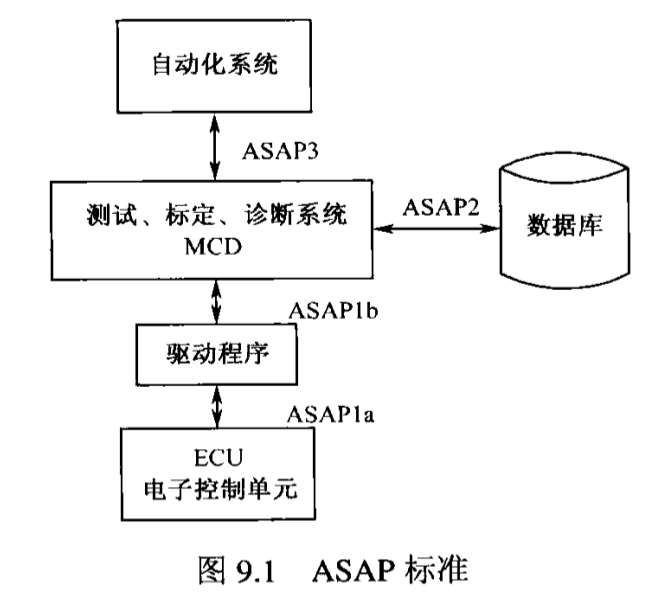 自动化系统
ASAP3
测试、标定、诊断系统
MCD
ASAP2
数据库
ASAP1b
驱动程序
ASAP1a
ECU
电子控制单元
图 9.1 ASAP 标准